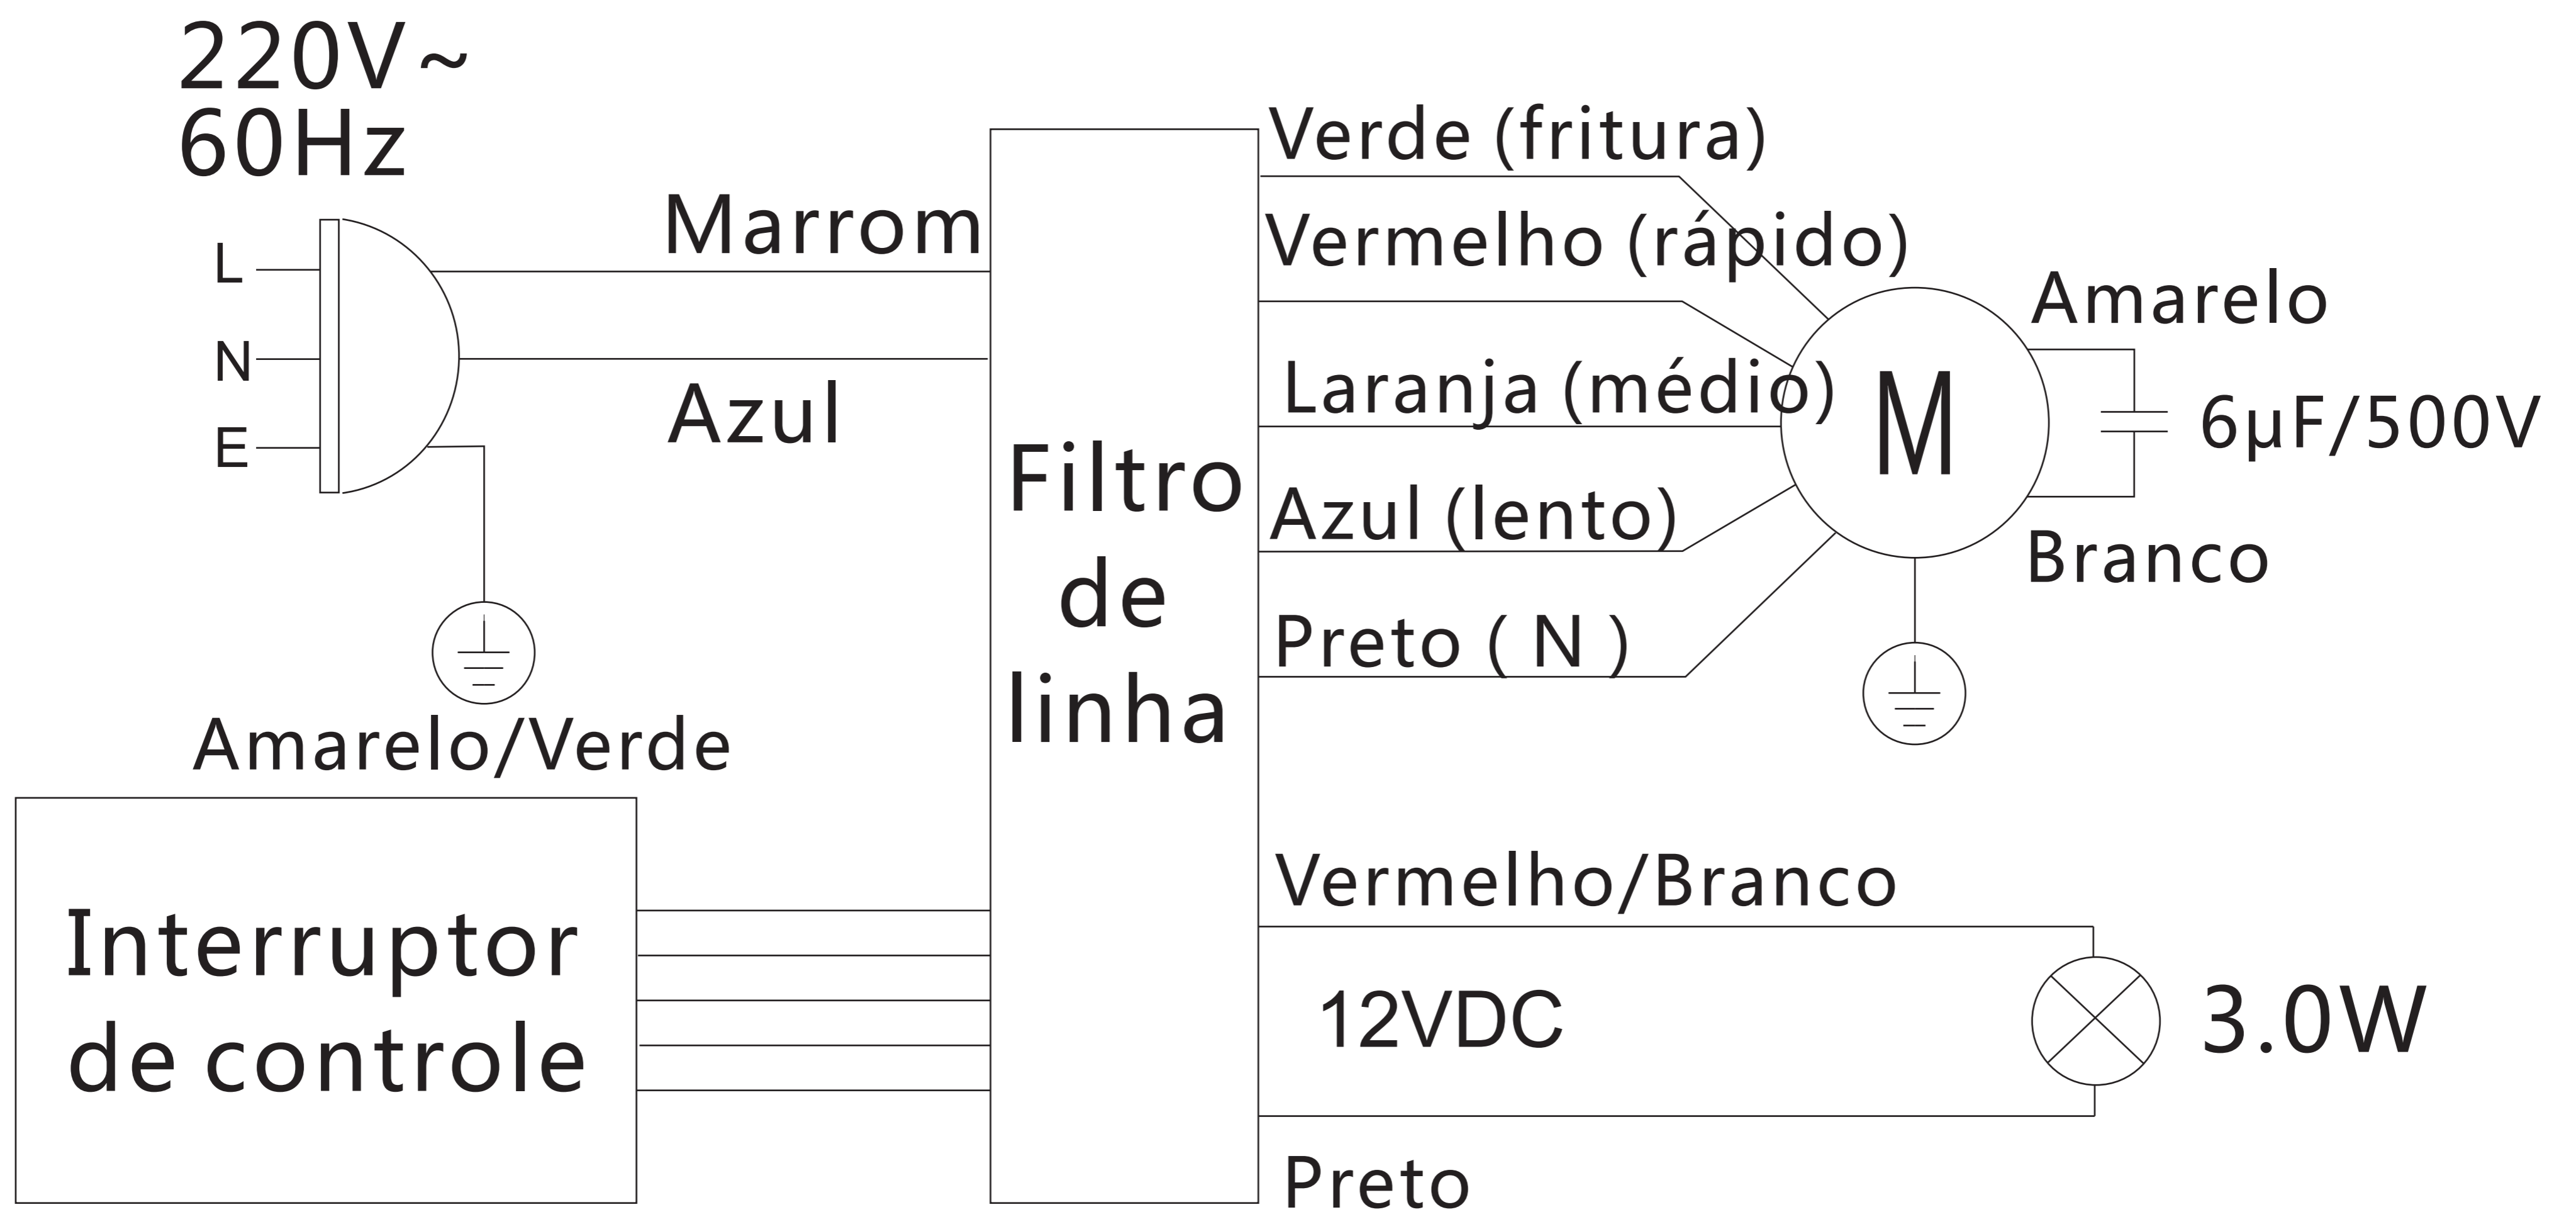 220V~
60Hz
L
N
E
Marrom
Azul
Amarelo/Verde
Interruptor
de controle
Filtro
de
linha
Verde (fritura)
Vermelho (rápido)
Laranja (médio)
Azul (lento)
Preto ( N )
M
Amarelo
6µF/500V
Branco
Vermelho/Branco
12VDC
3.0W
Preto